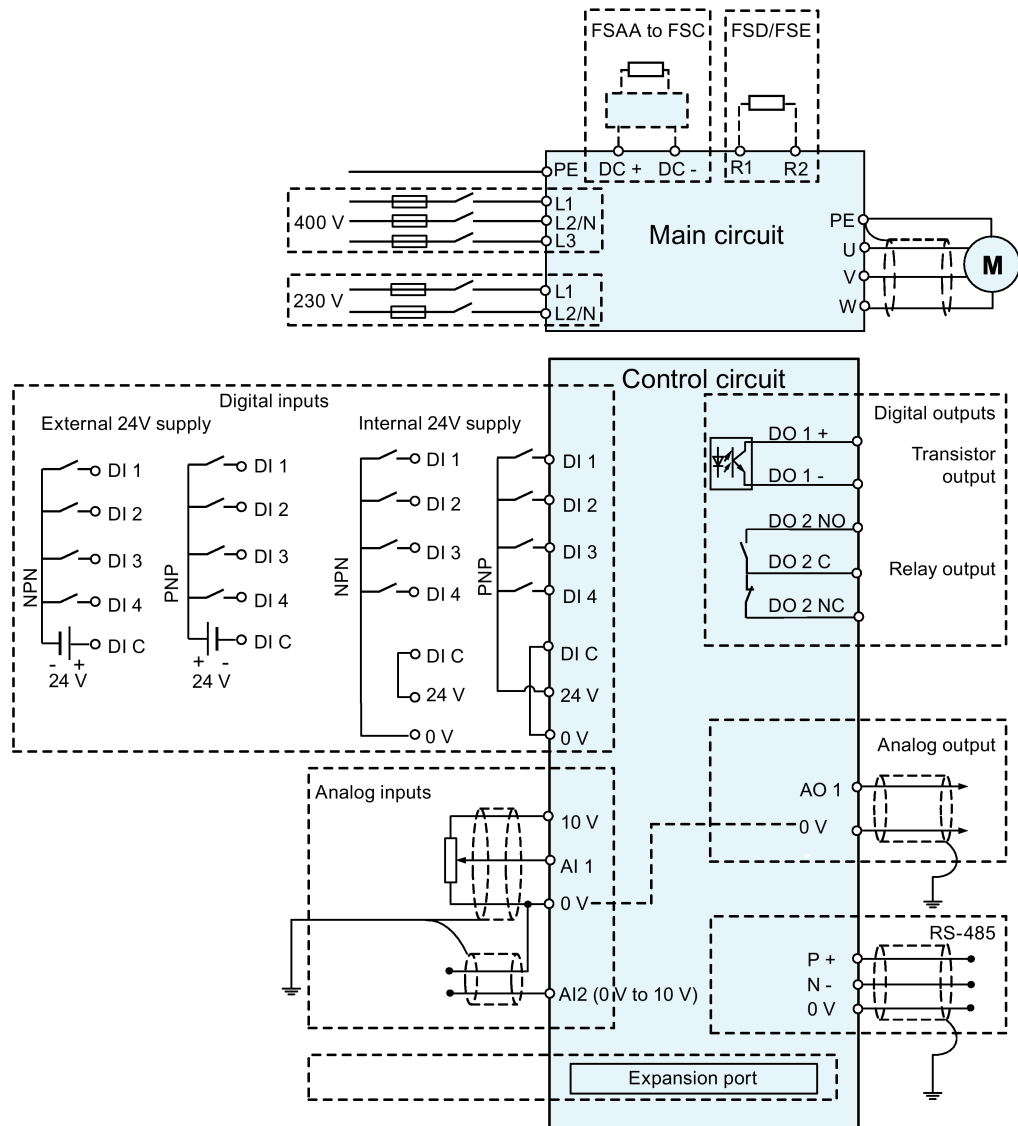 FSAA to FSC
FSD/FSE
PE
DC +
DC -
R1
R2
400 V
L1
L2/N
L3
Main circuit
PE
U
V
W
M
230 V
L1
L2/N
Control circuit
Digital inputs
External 24V supply
Internal 24V supply
NPN
DI 1
DI 2
DI 3
DI 4
DI C
- +
24 V
PNP
DI 1
DI 2
DI 3
DI 4
DI C
+ -
24 V
NPN
DI 1
DI 2
DI 3
DI 4
DI C
24 V
0 V
PNP
DI 1
DI 2
DI 3
DI 4
DI C
24 V
0 V
Digital outputs
DO 1 +
Transistor
output
DO 1 -
DO 2 NO
DO 2 C
Relay output
DO 2 NC
Analog output
AO 1
0 V
Analog inputs
10 V
AI 1
0 V
AI2 (0 V to 10 V)
RS-485
P +
N -
0 V
Expansion port